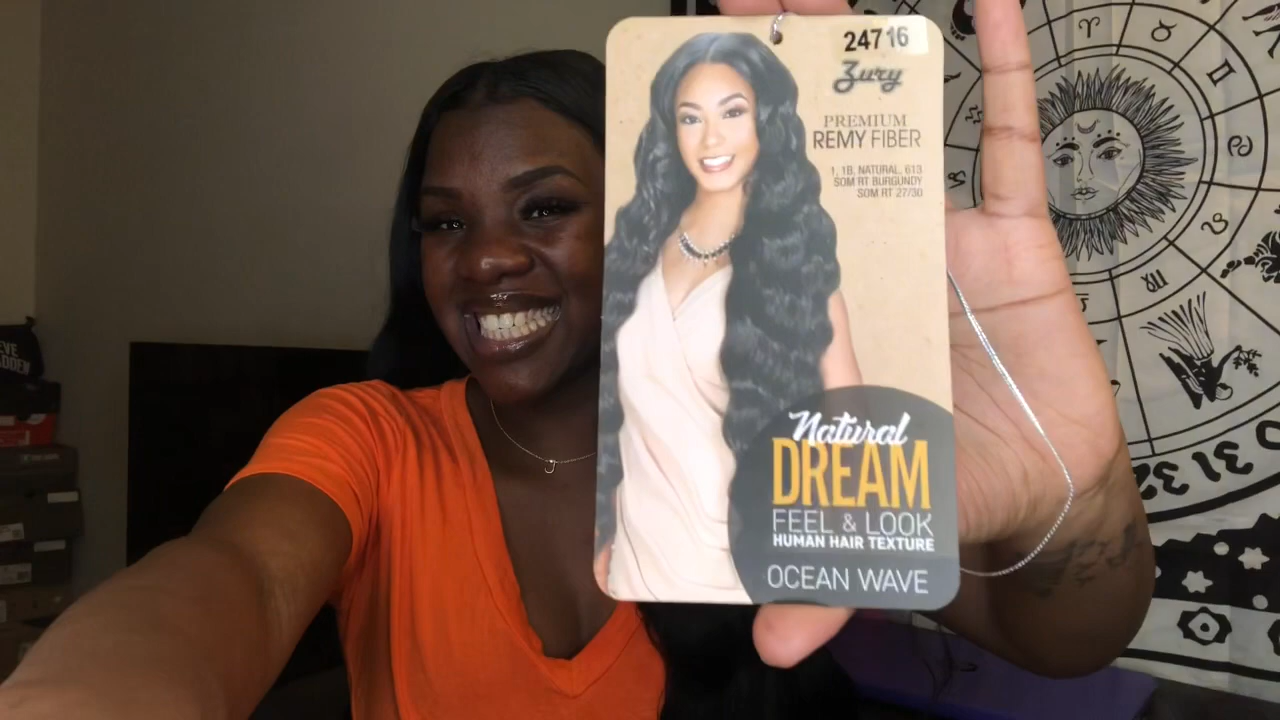 24716
Zury
PREMIUM
REMY FIBER
1, 1B, NATURAL, 613
SOM RT BURGUNDY
SOM RT 27/30
Natural
DREAM
FEEL & LOOK
HUMAN HAIR TEXTURE
OCEAN WAVE